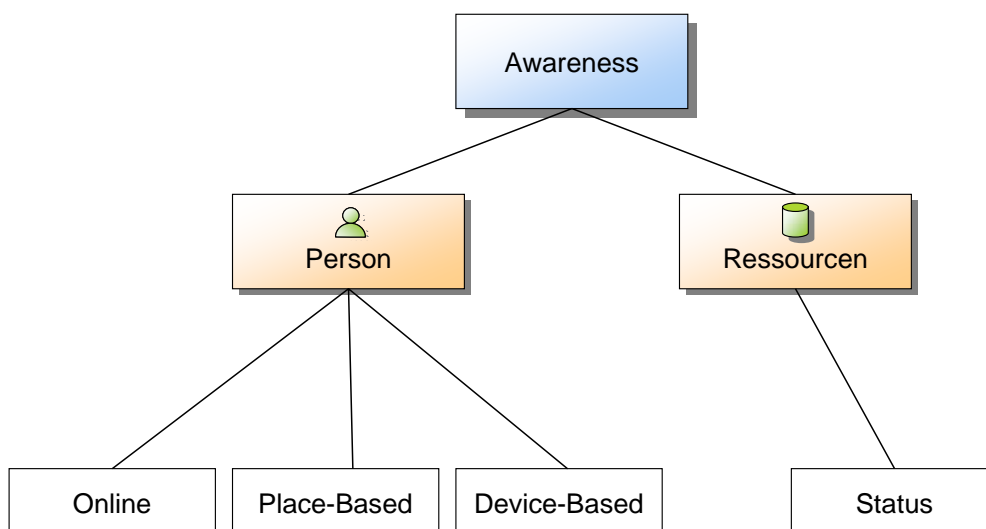 Awareness
Person
Ressourcen
Online
Place-Based
Device-Based
Status